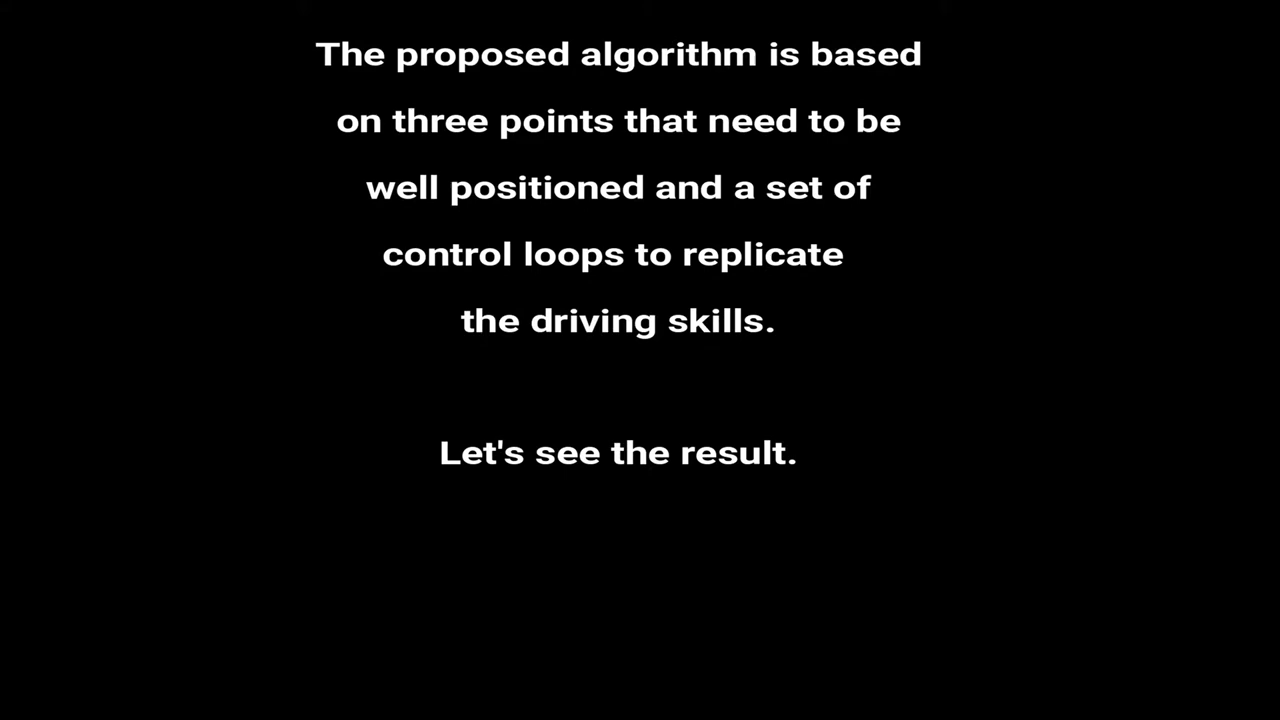 The proposed algorithm is based
on three points that need to be
well positioned and a set of
control loops to replicate
the driving skills.
Let's see the result.